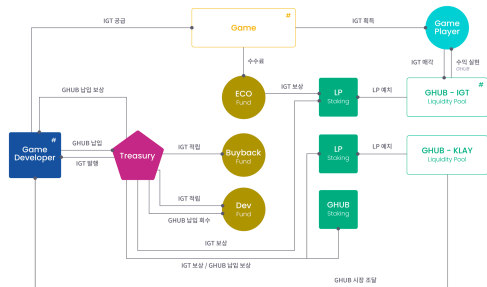 IGT 공급
Game
#
IGT 획득
Game
Player
수수료
IGT 매각
수익 실현
GHUB
GHUB 납입 보상
ECO
Fund
IGT 보상
LP
Staking
LP 예치
GHUB - IGT
Liquidity Pool
#
Game
Developer
GHUB 납입
IGT 발행
Treasury
IGT 적립
Buyback
Fund
LP
Staking
LP 예치
GHUB - KLAY
Liquidity Pool
IGT 적립
GHUB 납입 회수
Dev
Fund
GHUB
Staking
IGT 보상
IGT 보상 / GHUB 납입 보상
GHUB 시장 조달